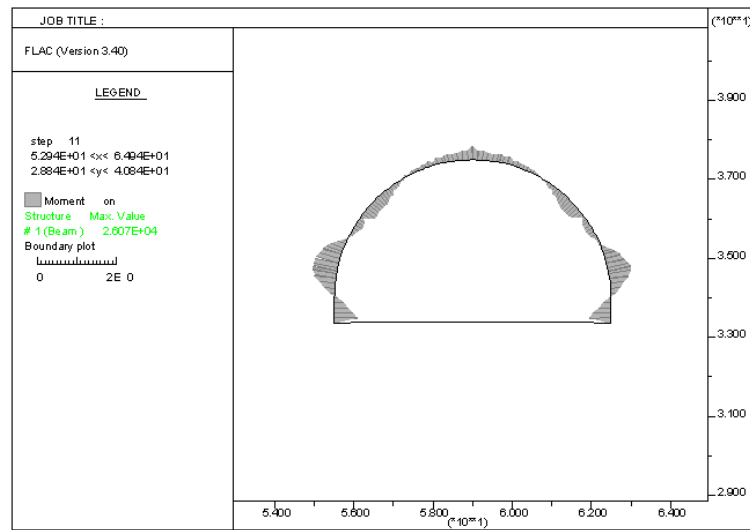 JOB TITLE :
(*10**1)
FLAC (Version 3.40)
LEGEND
step 11
5.294E+01 <x< 6.494E+01
2.884E+01 <y< 4.084E+01
Moment on
Structure Max. Value
# 1 (Beam ) 2.607E+04
Boundary plot
0 2E 0
3.900
3.700
3.500
3.300
3.100
2.900
5.400 5.600 5.800 6.000 6.200 6.400
(*10**1)